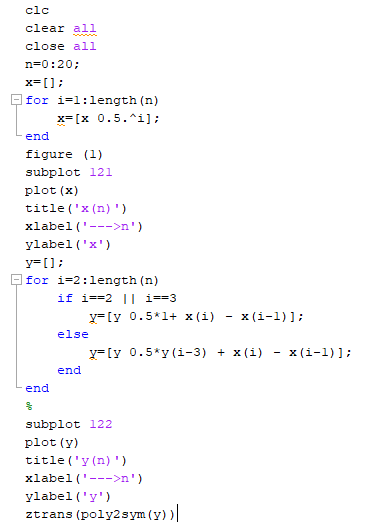 clc
clear all
close all
n=0:20;
x=[];
for i=1:length(n)
x=[x 0.5.^i];
end
figure (1)
subplot 121
plot(x)
title('x(n)')
xlabel('--->n')
ylabel('x')
y=[];
for i=2:length(n)
if i==2 || i==3
y=[y 0.5*1+ x(i) - x(i-1)];
else
y=[y 0.5*y(i-3) + x(i) - x(i-1)];
end
end
%
subplot 122
plot(y)
title('y(n)')
xlabel('--->n')
ylabel('y')
ztrans(poly2sym(y))